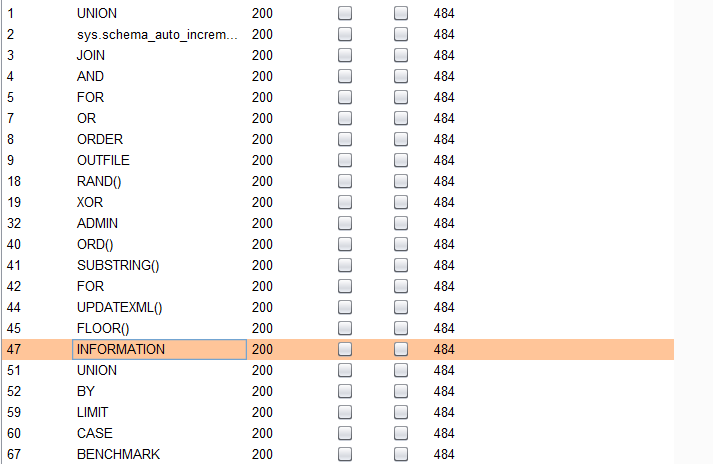 1 UNION 200 484
2 sys.schema_auto_increm... 200 484
3 JOIN 200 484
4 AND 200 484
5 FOR 200 484
7 OR 200 484
8 ORDER 200 484
9 OUTFILE 200 484
18 RAND() 200 484
19 XOR 200 484
32 ADMIN 200 484
40 ORD() 200 484
41 SUBSTRING() 200 484
42 FOR 200 484
44 UPDATEXML() 200 484
45 FLOOR() 200 484
47 INFORMATION 200 484
51 UNION 200 484
52 BY 200 484
59 LIMIT 200 484
60 CASE 200 484
67 BENCHMARK 200 484